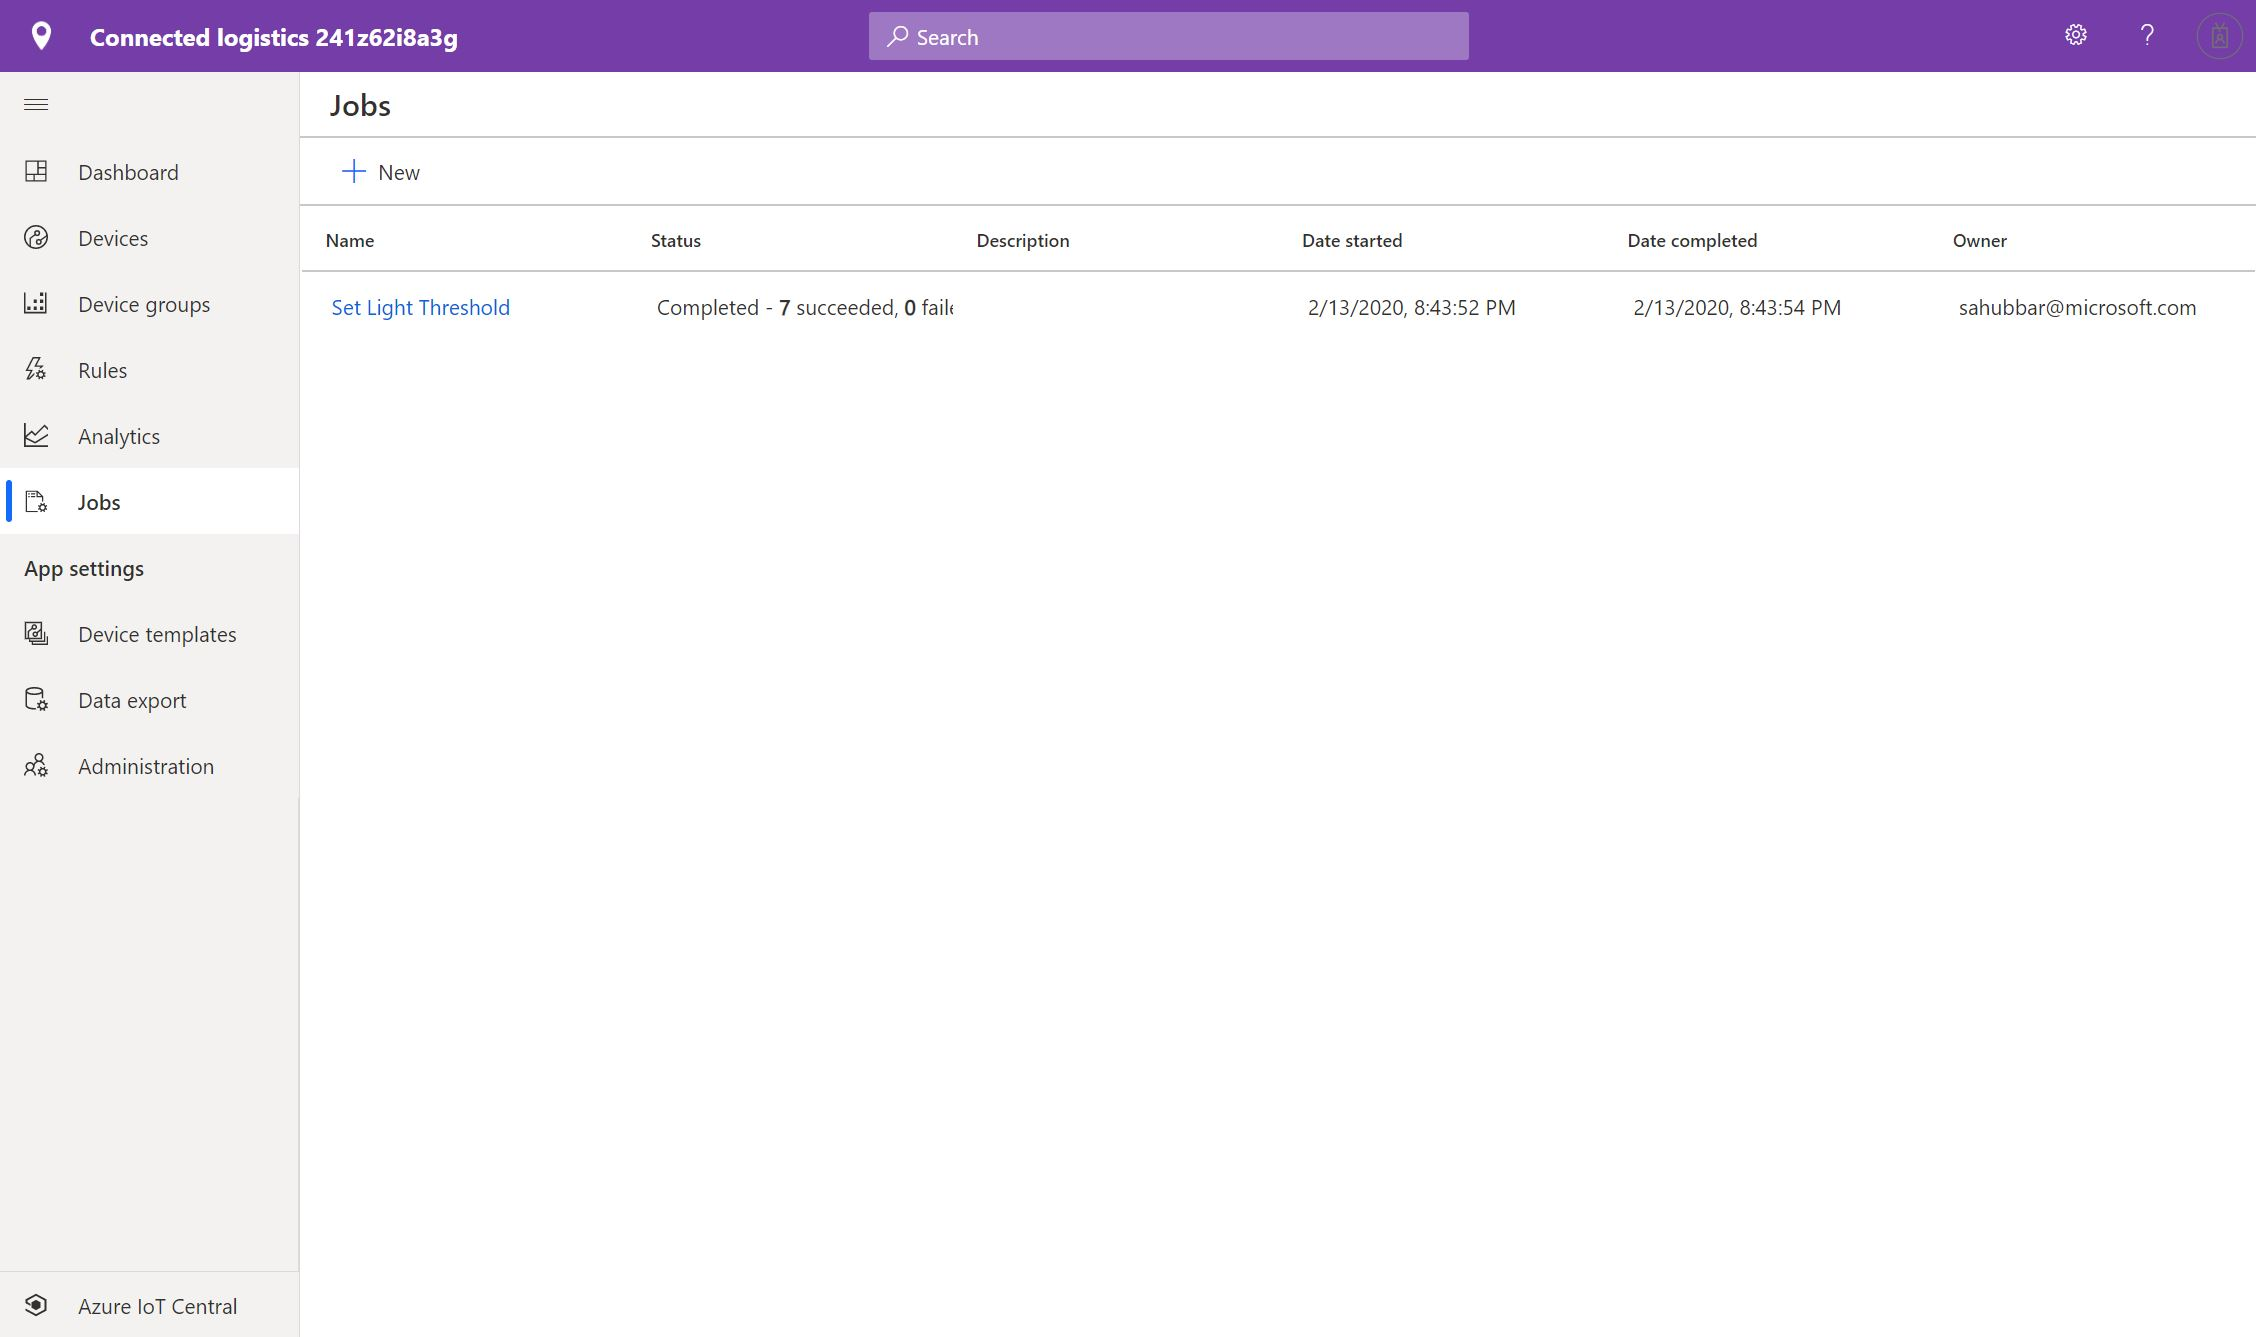 Connected logistics 241z62i8a3g
Search
Jobs
New
Dashboard
Devices
Device groups
Rules
Analytics
Jobs
App settings
Device templates
Data export
Administration
Azure IoT Central
Name Status Description Date started Date completed Owner
Set Light Threshold Completed - 7 succeeded, 0 faile 2/13/2020, 8:43:52 PM 2/13/2020, 8:43:54 PM sahubbar@microsoft.com